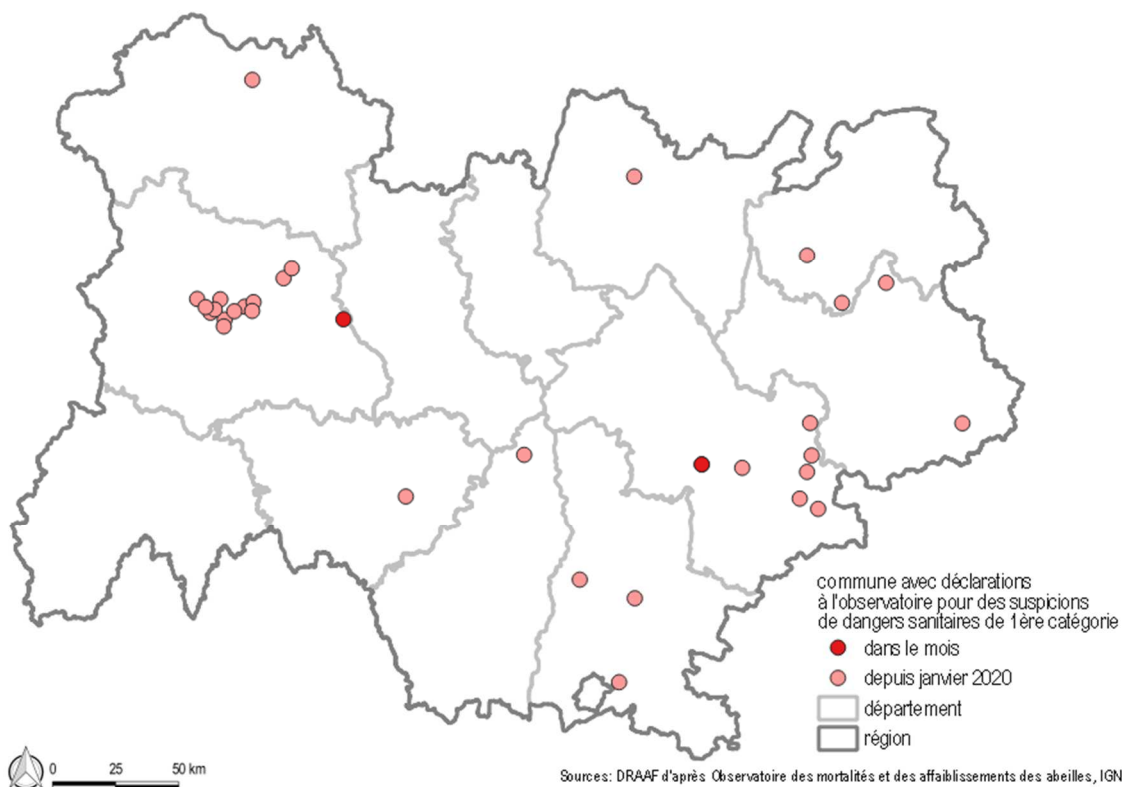 commune avec déclarations
à l'observatoire pour des suspicions
de dangers sanitaires de 1ère catégorie
dans le mois
depuis janvier 2020
département
région
0 25 50 km
Sources: DRAAF d'après Observatoire des mortalités et des affaiblissements des abeilles, IGN